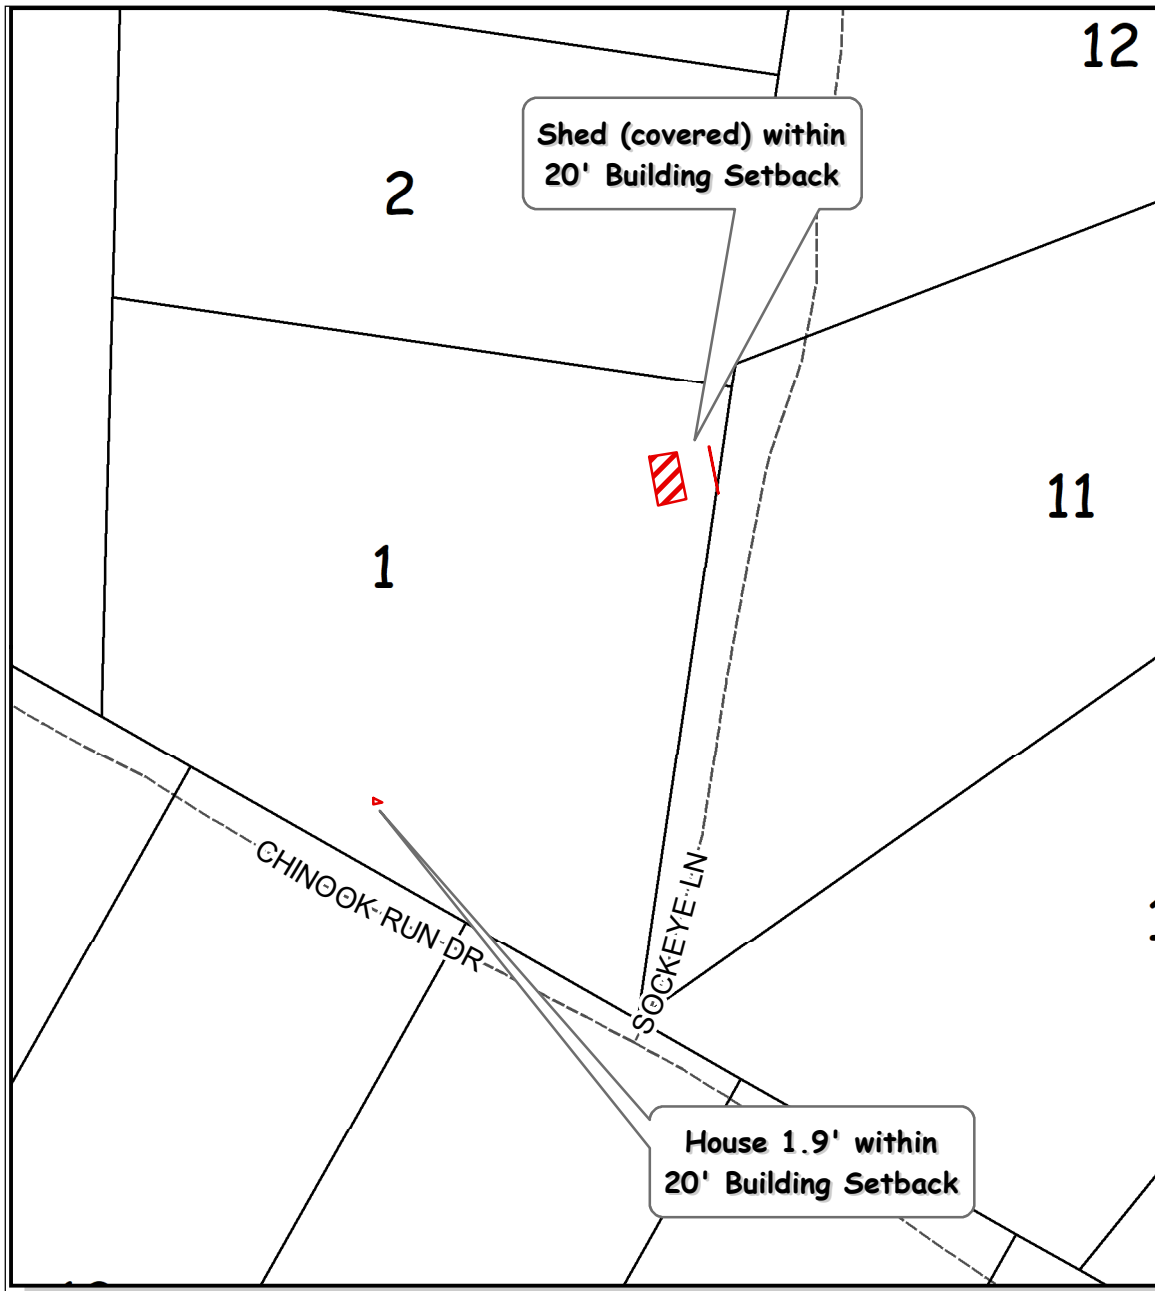 12
Shed (covered) within
20' Building Setback
2
11
1
CHINOOK RUN DR
SOCKEYE LN
House 1.9' within
20' Building Setback